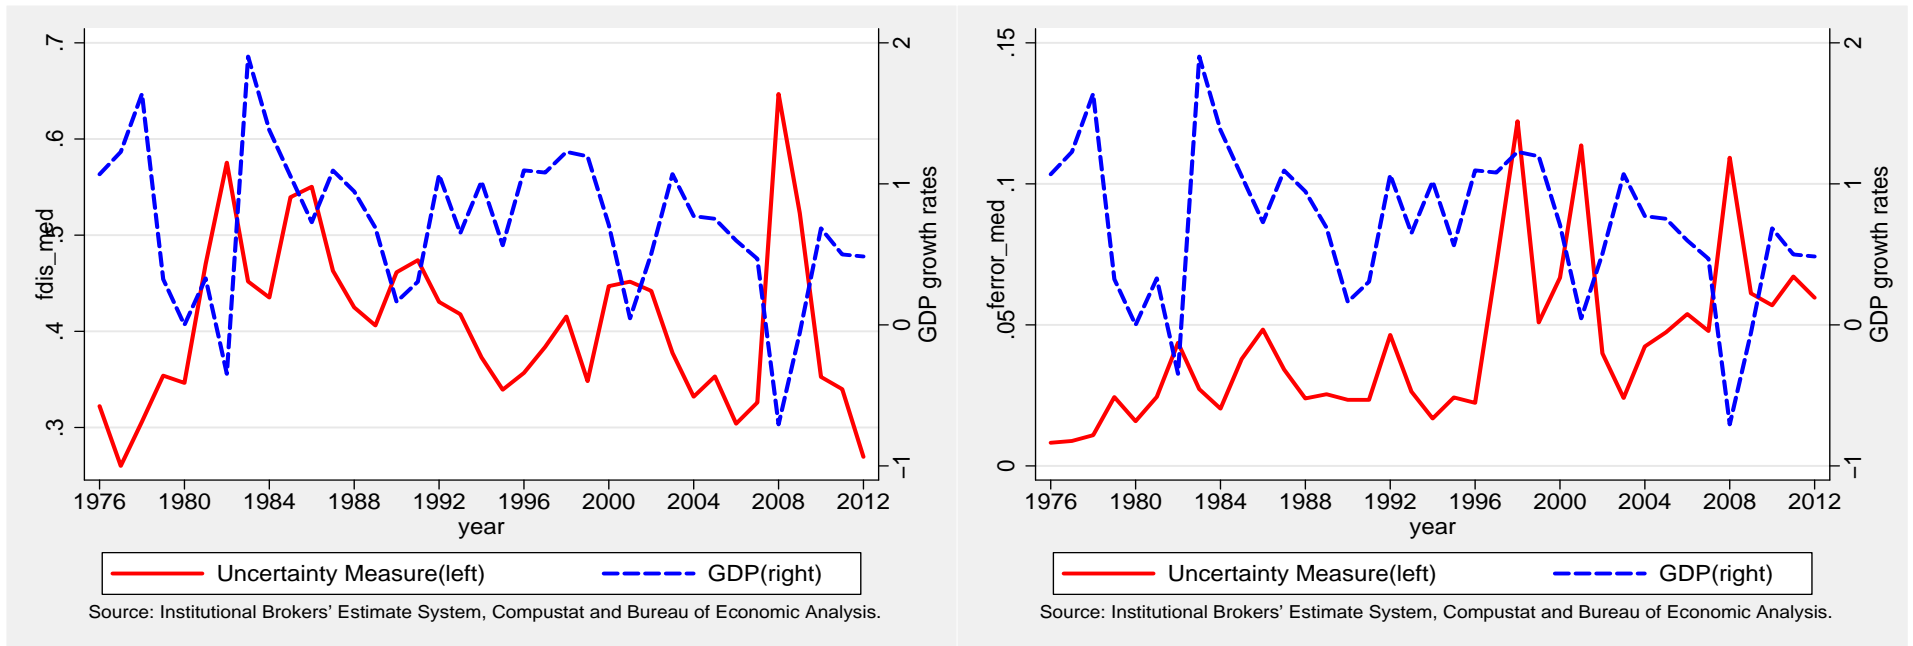 .7
.6
.5
.4
.3
fdis_med
2
1
0
−1
GDP growth rates
1976 1980 1984 1988 1992 1996 2000 2004 2008 2012
year
Uncertainty Measure(left) GDP(right)
Source: Institutional Brokers’ Estimate System, Compustat and Bureau of Economic Analysis.
.15
.1
.05
0
ferror_med
2
1
0
−1
GDP growth rates
1976 1980 1984 1988 1992 1996 2000 2004 2008 2012
year
Uncertainty Measure(left) GDP(right)
Source: Institutional Brokers’ Estimate System, Compustat and Bureau of Economic Analysis.